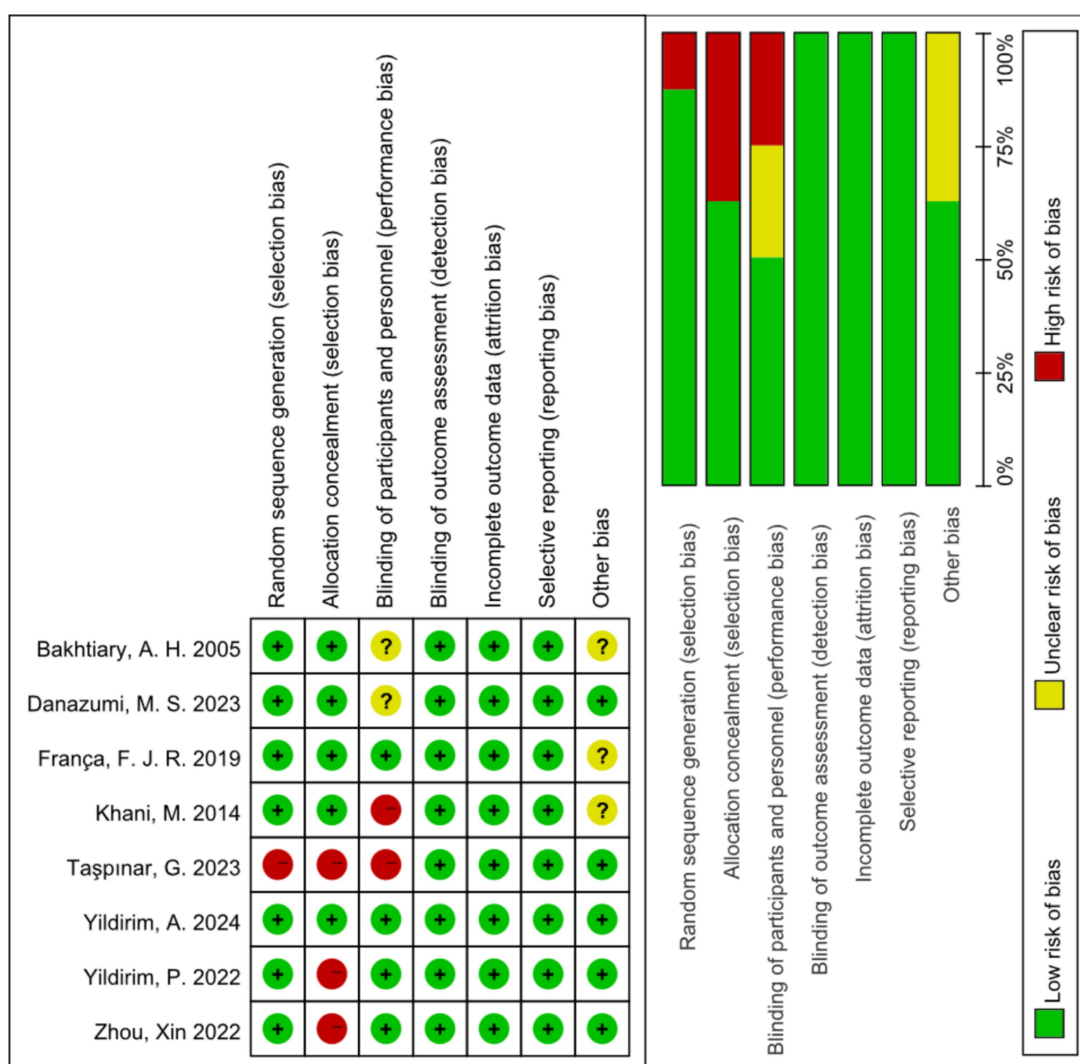 Random sequence generation (selection bias)
Allocation concealment (selection bias)
Blinding of participants and personnel (performance bias)
Blinding of outcome assessment (detection bias)
Incomplete outcome data (attrition bias)
Selective reporting (reporting bias)
Other bias
Bakhtiary, A. H. 2005 + + ? + + + ?
Danazumi, M. S. 2023 + + ? + + + +
França, F. J. R. 2019 + + + + + + ?
Khani, M. 2014 + + - + + + ?
Taşpınar, G. 2023 - - - + + + +
Yildirim, A. 2024 + + + + + + +
Yildirim, P. 2022 + - + + + + +
Zhou, Xin 2022 + - + + + + +
Random sequence generation (selection bias)
Allocation concealment (selection bias)
Blinding of participants and personnel (performance bias)
Blinding of outcome assessment (detection bias)
Incomplete outcome data (attrition bias)
Selective reporting (reporting bias)
Other bias
0% 25% 50% 75% 100%
Low risk of bias
Unclear risk of bias
High risk of bias